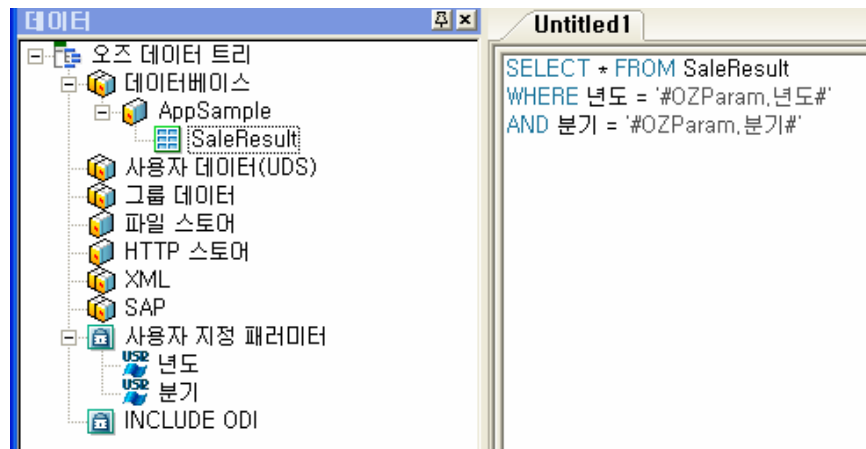 데이터
오즈 데이터 트리
데이터베이스
AppSample
SaleResult
사용자 데이터(UDS)
그룹 데이터
파일 스토어
HTTP 스토어
XML
SAP
사용자 지정 패러미터
USR 년도
USR 분기
INCLUDE ODI
Untitled1
SELECT * FROM SaleResult
WHERE 년도 = '#OZParam.년도#'
AND 분기 = '#OZParam.분기#'